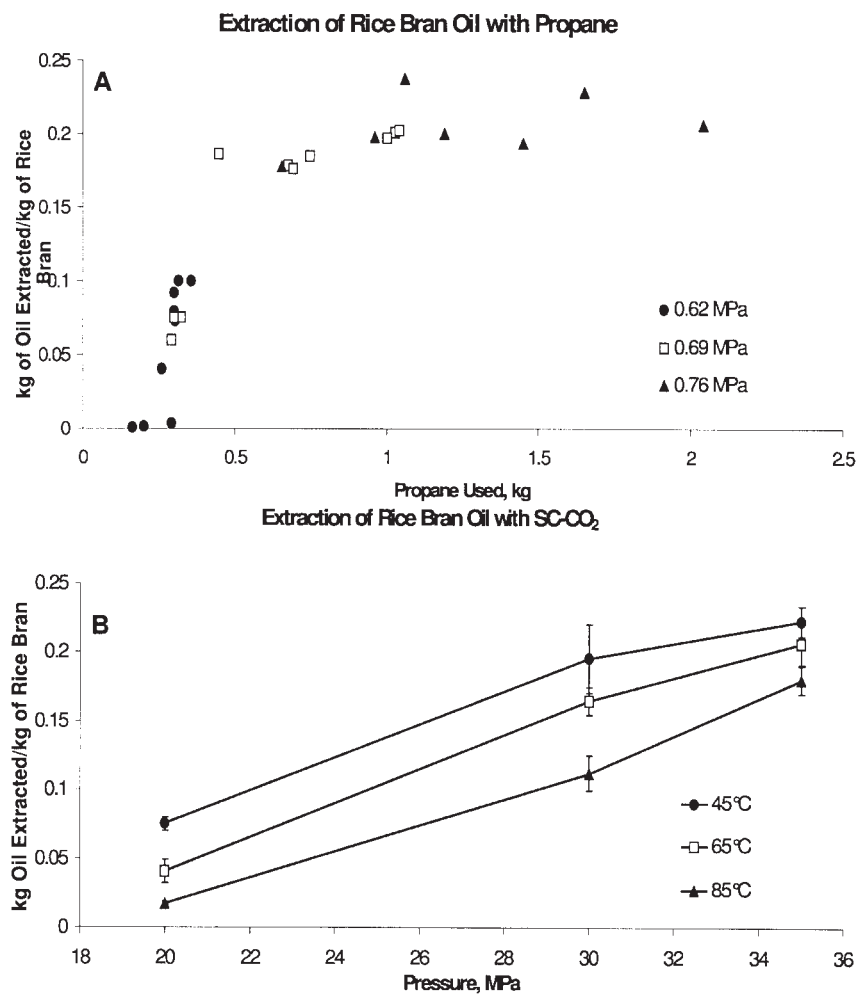 Extraction of Rice Bran Oil with Propane
A
kg of Oil Extracted/kg of Rice
Bran
0.25
0.2
0.15
0.1
0.05
0
0.62 MPa
0.69 MPa
0.76 MPa
0 0.5 1 1.5 2 2.5
Propane Used, kg
Extraction of Rice Bran Oil with SC-CO₂
B
kg Oil Extracted/kg of Rice Bran
0.25
0.2
0.15
0.1
0.05
0
45°C
65°C
85°C
18 20 22 24 26 28 30 32 34 36
Pressure, MPa